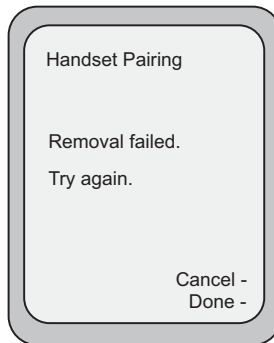 Handset Pairing
Removal failed.
Try again.
Cancel -
Done -